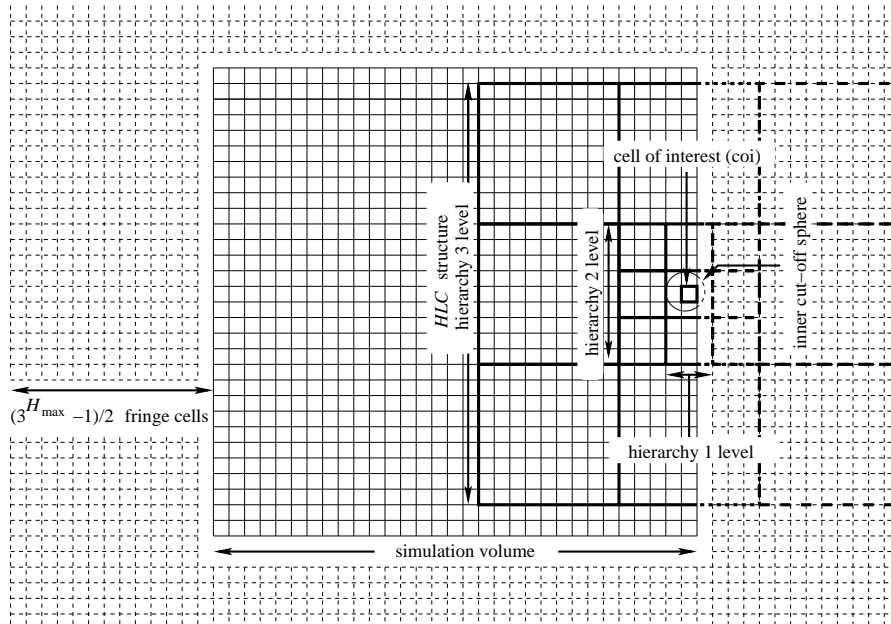 cell of interest (coi)
HLC structure
hierarchy 3 level
hierarchy 2 level
inner cut-off sphere
(3^H_max −1)/2 fringe cells
hierarchy 1 level
simulation volume